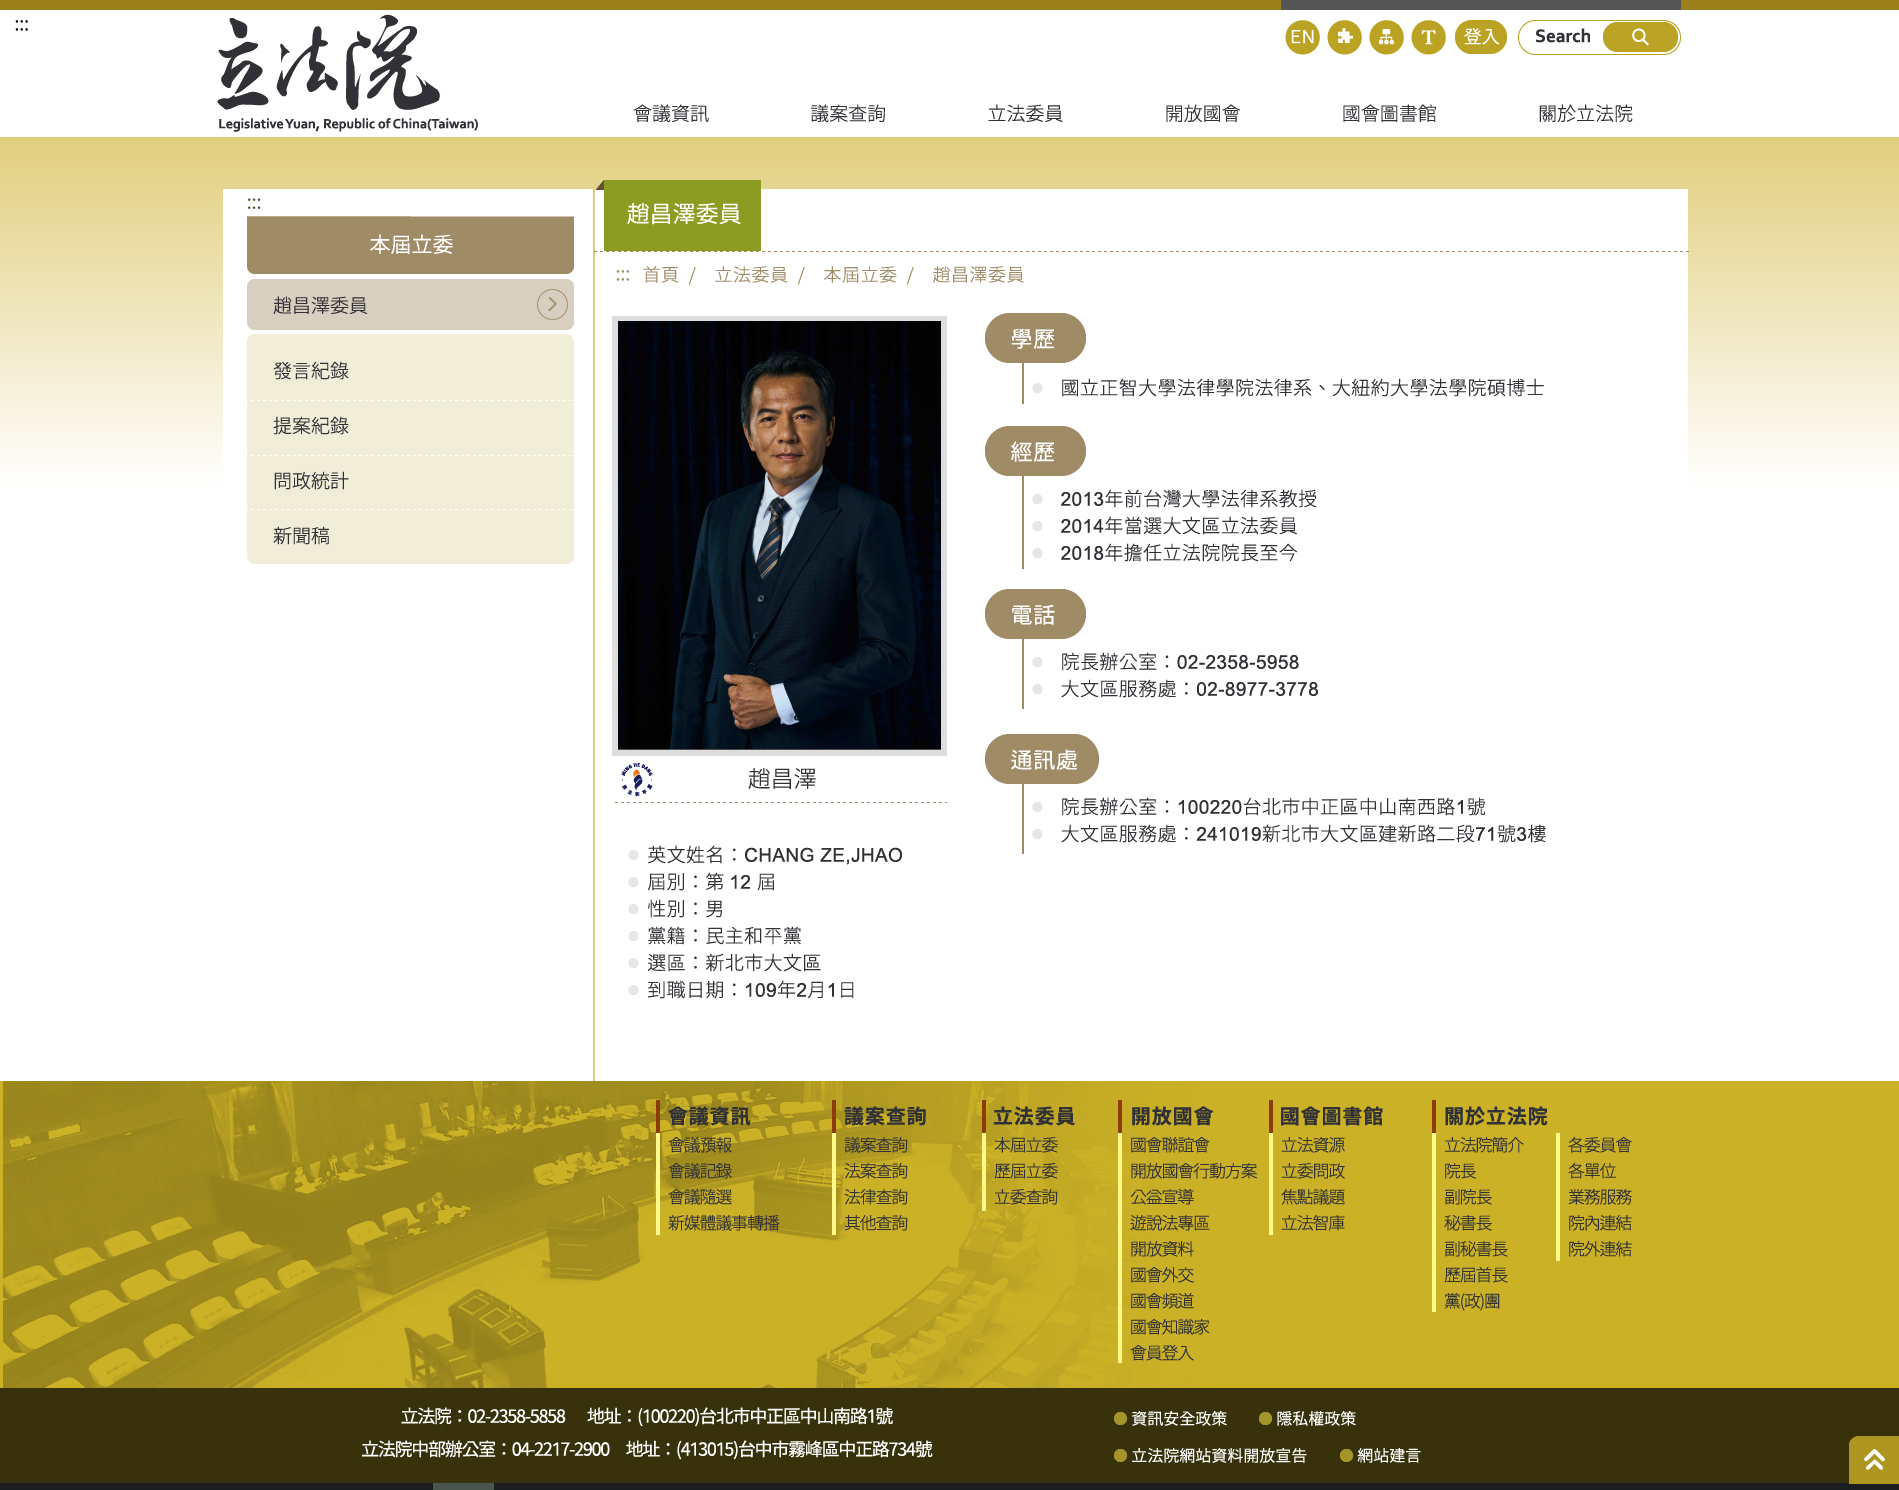 :::
立法院
Legislative Yuan, Republic of China(Taiwan)
EN
T
登入
Search
會議資訊
議案查詢
立法委員
開放國會
國會圖書館
關於立法院
:::
本屆立委
趙昌澤委員
發言紀錄
提案紀錄
問政統計
新聞稿
趙昌澤委員
::: 首頁 / 立法委員 / 本屆立委 / 趙昌澤委員
趙昌澤
英文姓名：CHANG ZE,JHAO
屆別：第 12 屆
性別：男
黨籍：民主和平黨
選區：新北市大文區
到職日期：109年2月1日
學歷
國立正智大學法律學院法律系、大紐約大學法學院碩博士
經歷
2013年前台灣大學法律系教授
2014年當選大文區立法委員
2018年擔任立法院院長至今
電話
院長辦公室：02-2358-5958
大文區服務處：02-8977-3778
通訊處
院長辦公室：100220台北市中正區中山南西路1號
大文區服務處：241019新北市大文區建新路二段71號3樓
會議資訊
會議預報
會議記錄
會議隨選
新媒體議事轉播
議案查詢
議案查詢
法案查詢
法律查詢
其他查詢
立法委員
本屆立委
歷屆立委
立委查詢
開放國會
國會聯誼會
開放國會行動方案
公益宣導
遊說法專區
開放資料
國會外交
國會頻道
國會知識家
會員登入
國會圖書館
立法資源
立委問政
焦點議題
立法智庫
關於立法院
立法院簡介
院長
副院長
秘書長
副秘書長
歷屆首長
黨(政)團
各委員會
各單位
業務服務
院內連結
院外連結
立法院：02-2358-5858 地址：(100220)台北市中正區中山南路1號
立法院中部辦公室：04-2217-2900 地址：(413015)台中市霧峰區中正路734號
資訊安全政策
隱私權政策
立法院網站資料開放宣告
網站建言